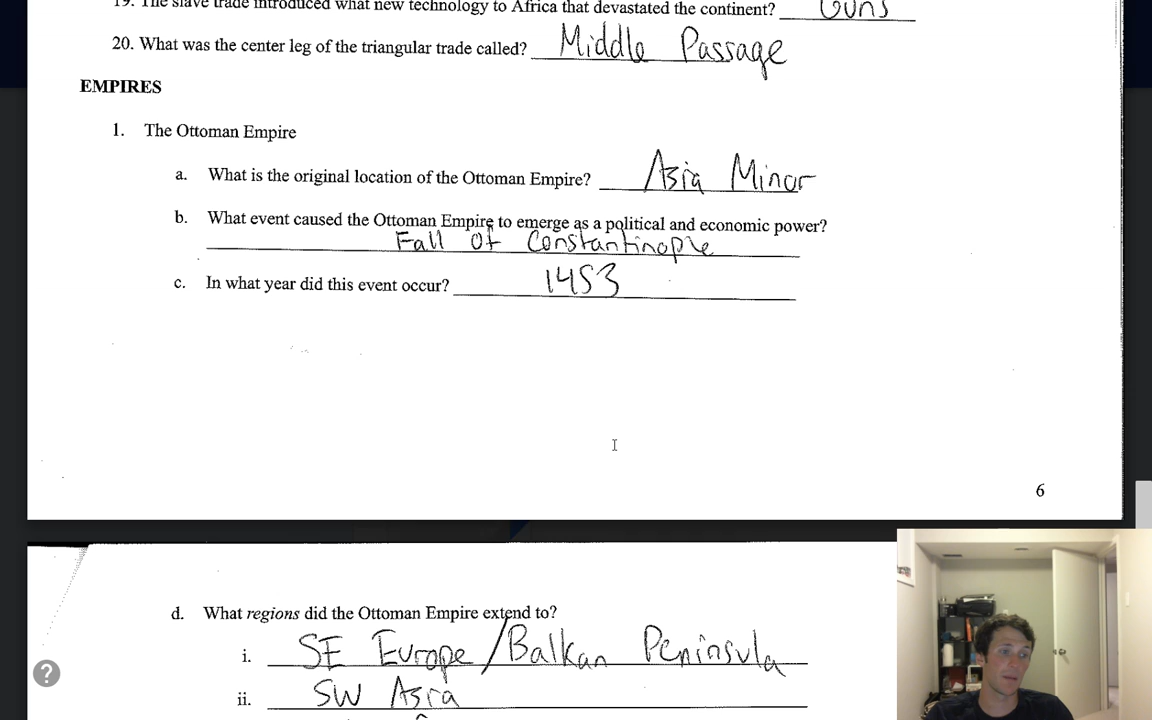 19. The slave trade introduced what new technology to Africa that devastated the continent? Guns
20. What was the center leg of the triangular trade called? Middle Passage
EMPIRES
1. The Ottoman Empire
a. What is the original location of the Ottoman Empire? Asia Minor
b. What event caused the Ottoman Empire to emerge as a political and economic power?
Fall of Constantinople
c. In what year did this event occur? 1453
6
d. What regions did the Ottoman Empire extend to?
i. SE Europe/Balkan Peninsula
ii. SW Asia
?